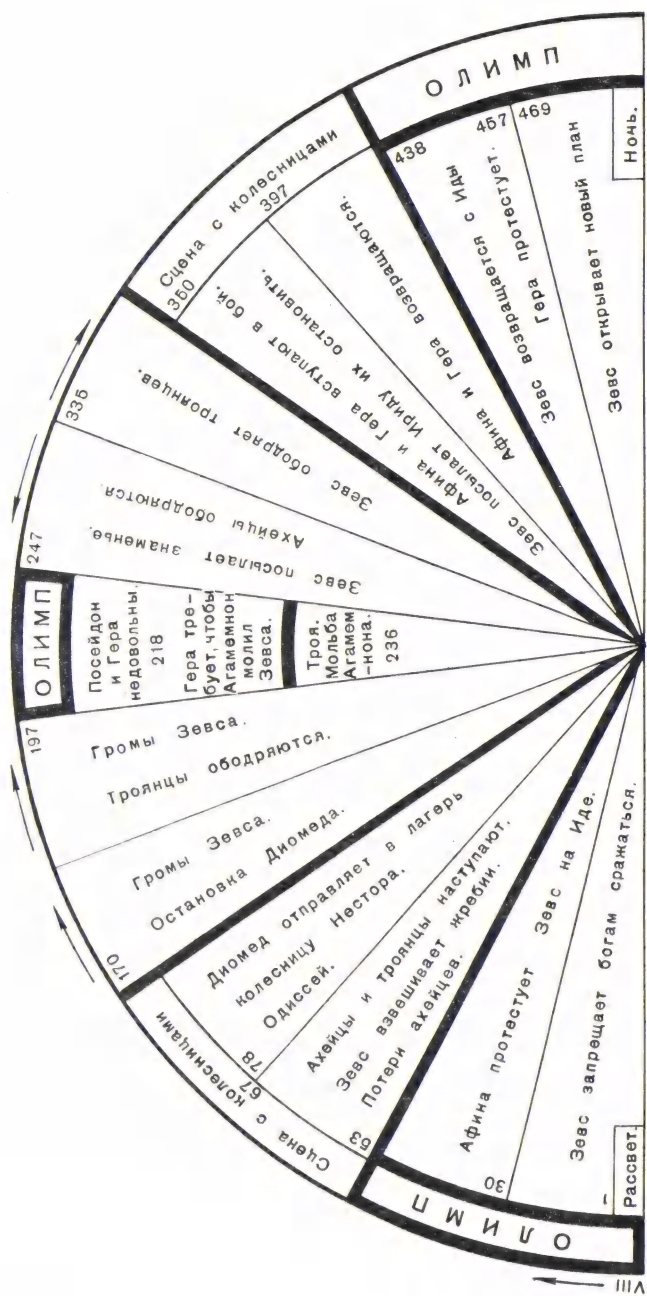 VIII
ОЛИМП
Рассвет.
1
Зевс запрещает богам сражаться.
30
Афина протестует
Зевс на Иде.
Сцена с колесницами
53
Ахейцы и троянцы наступают.
67
Зевс взвешивает жребии.
Потери ахейцев.
78
Диомед отправляет в лагерь
колесницу Нестора.
Одиссей.
170
Громы Зевса.
Остановка Диомеда.
Громы Зевса.
Троянцы ободряются.
197
ОЛИМП
Посейдон
и Гера
недовольны.
218
Гера тре-
бует, чтобы
Агамемнон
молил
Зевса.
Троя.
Мольба
Агамем
-нона.
236
247
Зевс посылает знаменье.
Ахейцы ободряются.
335
Зевс ободряет троянцев.
Сцена с колесницами
350
Афина и Гера вступают в бой.
Зевс посылает Ириду их остановить.
397
Афина и Гера возвращаются.
ОЛИМП
438
Зевс возвращается с Иды
457
Гера протестует.
469
Зевс открывает новый план
Ночь.